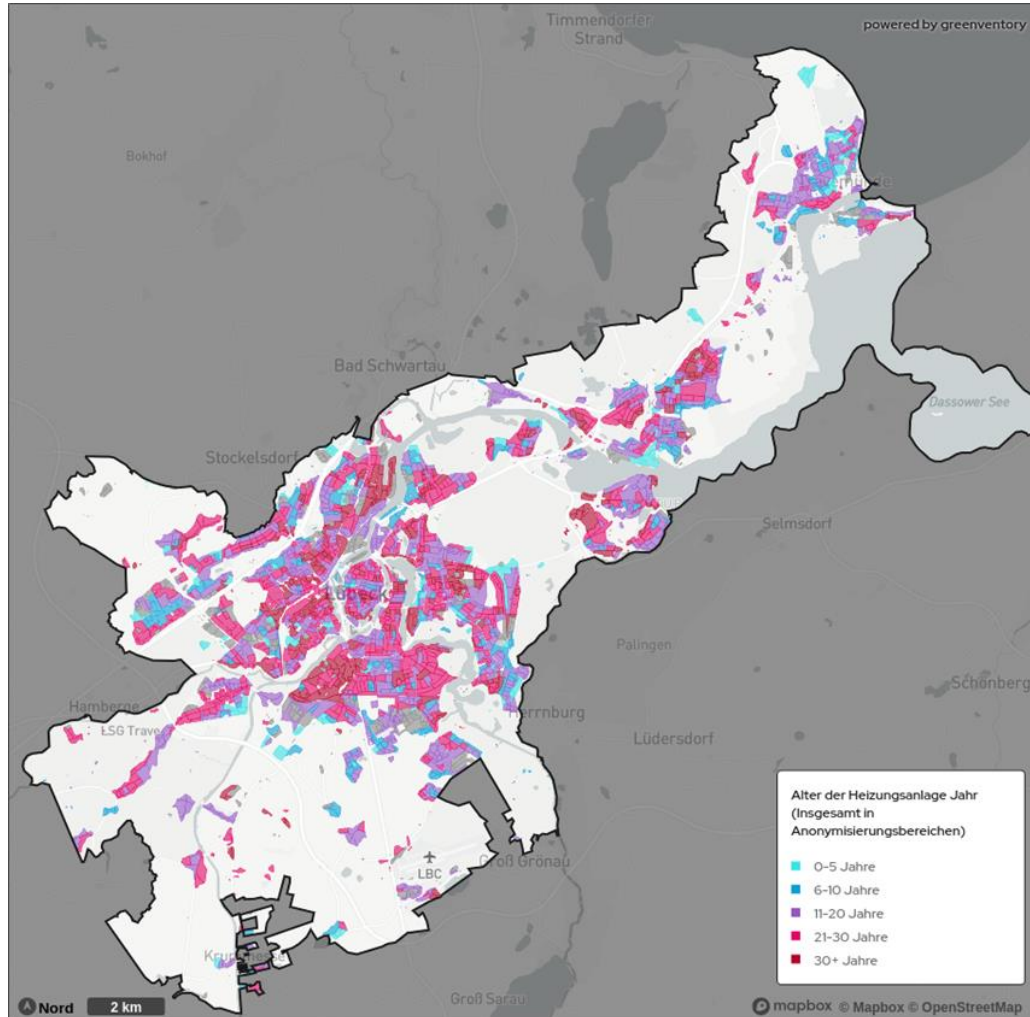 Timmendorfer
Strand
powered by greenventory
Bokhof
Bad Schwartau
Dassower See
Stockelsdorf
Selmsdorf
Lübeck
Palingen
Schönberg
Hamberge
Herrnburg
LSG Trave
Lüdersdorf
Alter der Heizungsanlage Jahr
(Insgesamt in
Anonymisierungsbereichen)
0-5 Jahre
6-10 Jahre
11-20 Jahre
21-30 Jahre
30+ Jahre
Groß Grönau
LBC
Groß Sarau
Nord
2 km
mapbox © Mapbox © OpenStreetMap